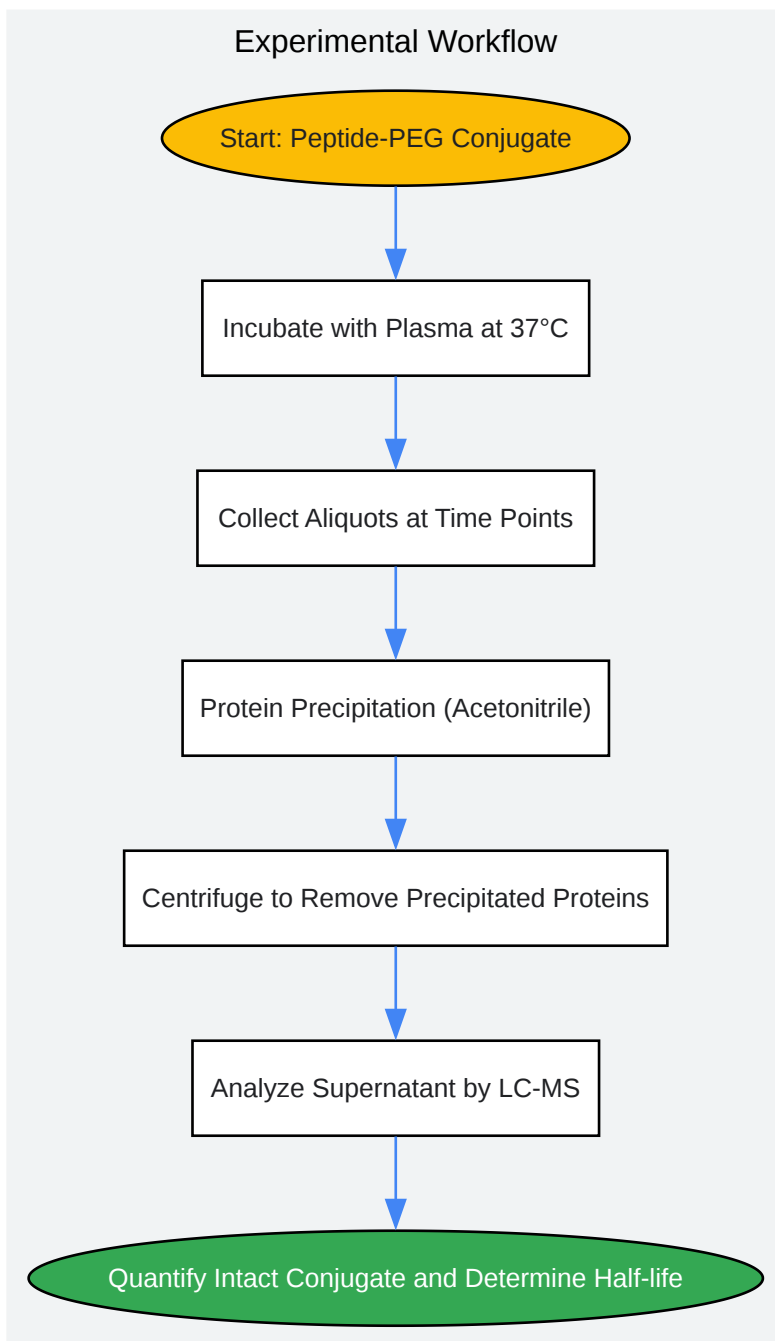 Experimental Workflow
Start: Peptide-PEG Conjugate
Incubate with Plasma at 37°C
Collect Aliquots at Time Points
Protein Precipitation (Acetonitrile)
Centrifuge to Remove Precipitated Proteins
Analyze Supernatant by LC-MS
Quantify Intact Conjugate and Determine Half-life